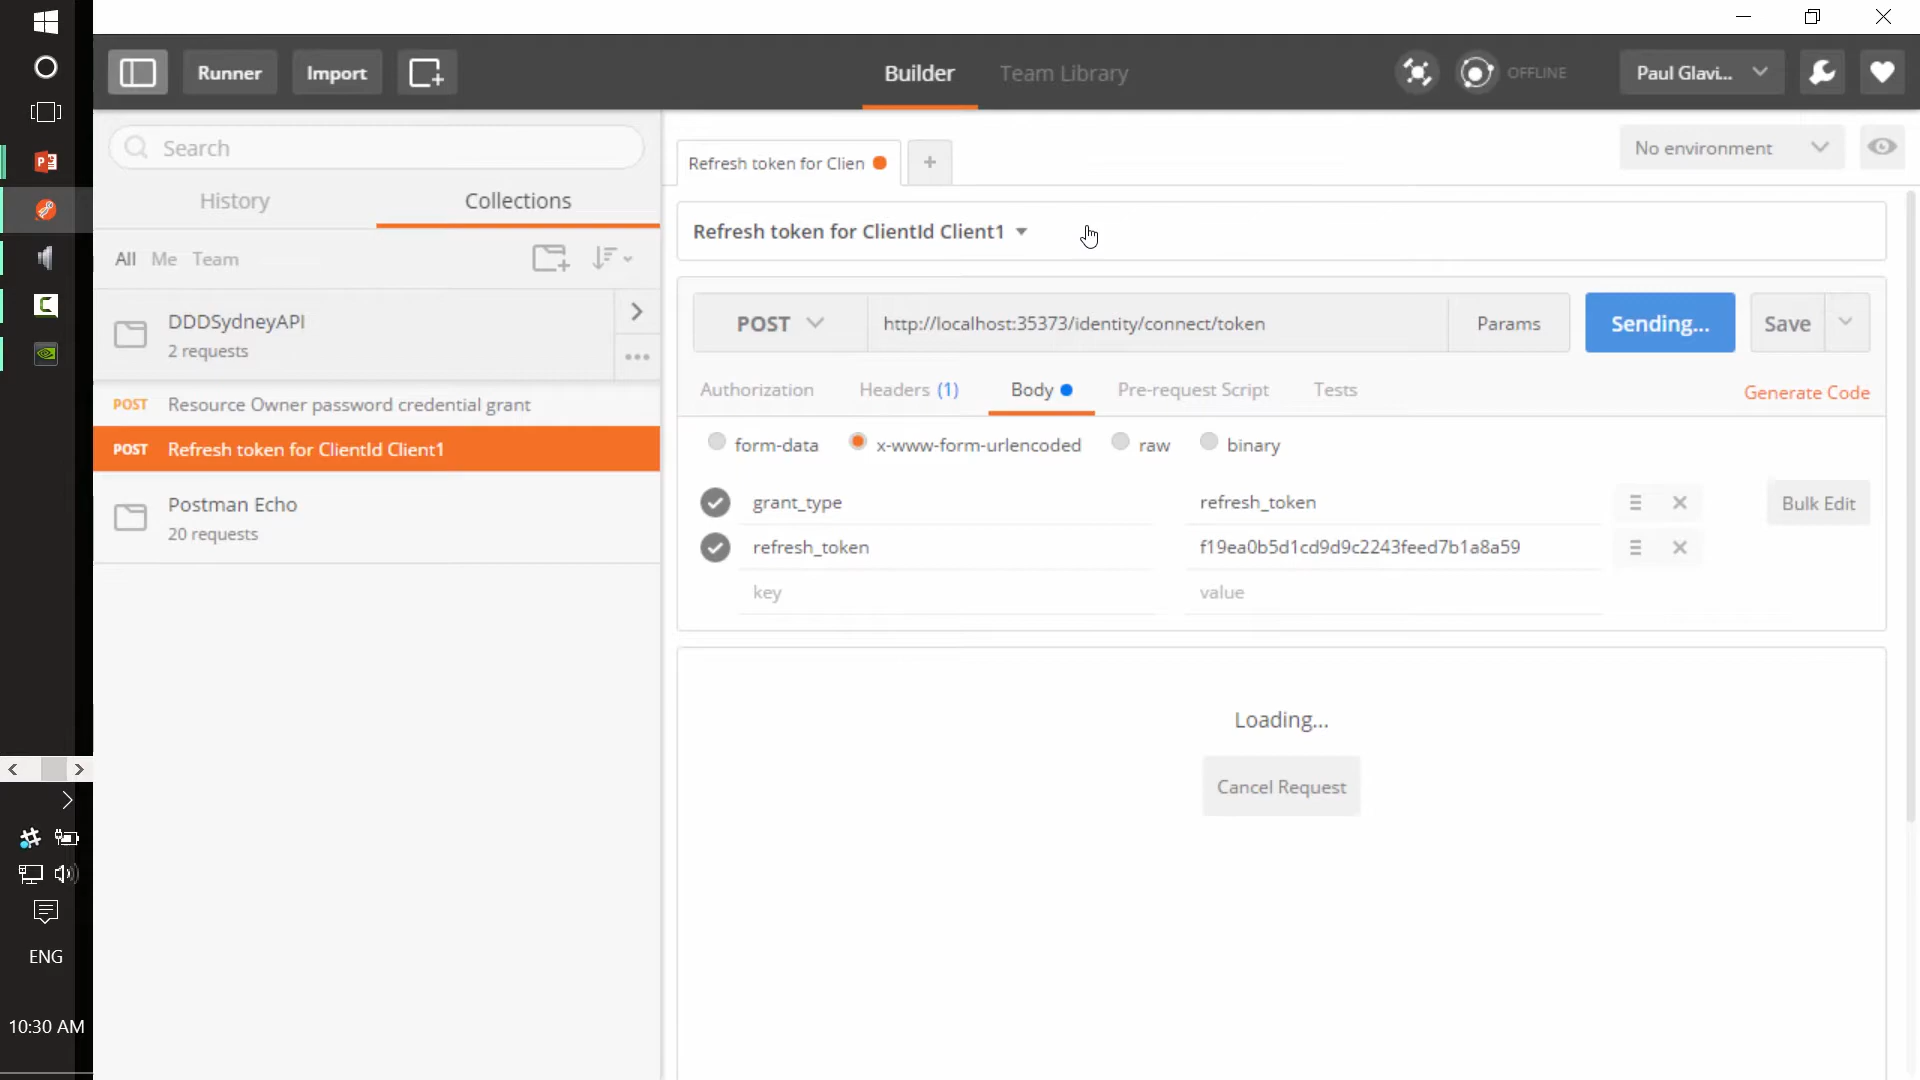 Runner
Import
Builder
Team Library
OFFLINE
Paul Glavi...
Search
History
Collections
All Me Team
DDDSydneyAPI
2 requests
POST Resource Owner password credential grant
POST Refresh token for ClientId Client1
Postman Echo
20 requests
Refresh token for Clien
+
No environment
Refresh token for ClientId Client1
POST
http://localhost:35373/identity/connect/token
Params
Sending...
Save
Authorization
Headers (1)
Body
Pre-request Script
Tests
Generate Code
form-data
x-www-form-urlencoded
raw
binary
grant_type
refresh_token
Bulk Edit
refresh_token
f19ea0b5d1cd9d9c2243feed7b1a8a59
key
value
Loading...
Cancel Request
ENG
10:30 AM